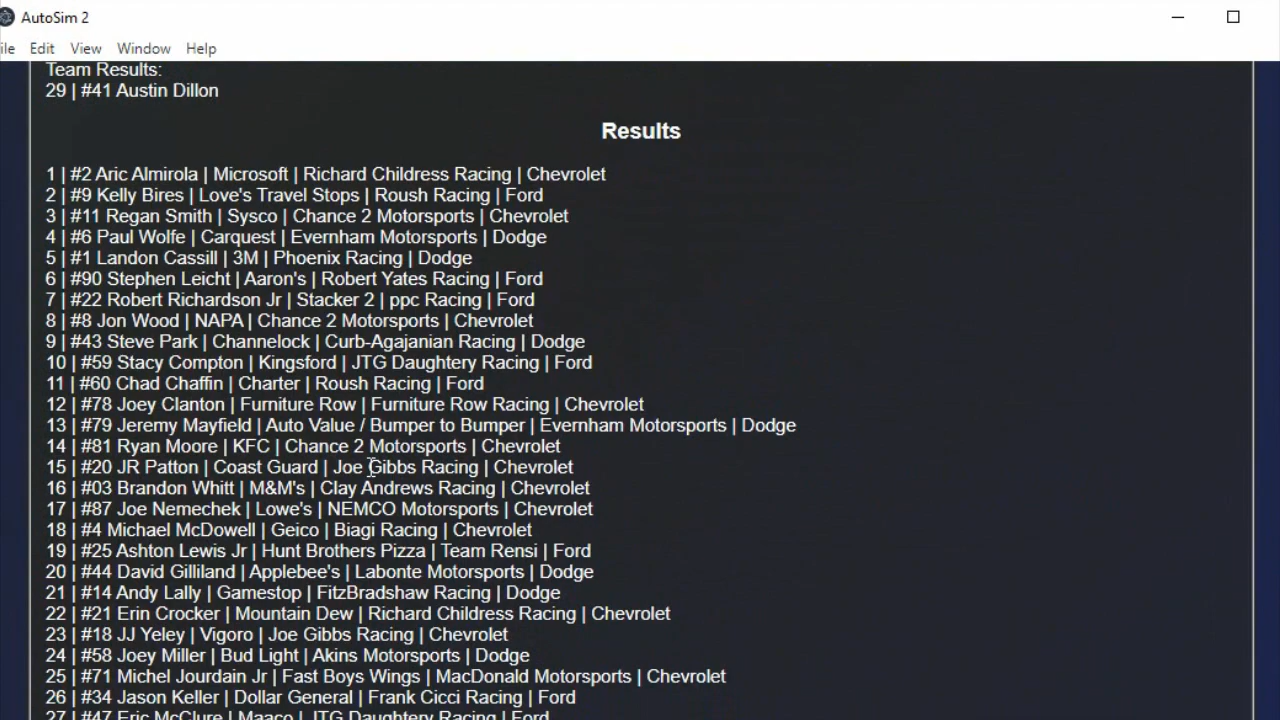 AutoSim 2
ile Edit View Window Help
Team Results:
29 | #41 Austin Dillon
Results
1 | #2 Aric Almirola | Microsoft | Richard Childress Racing | Chevrolet
2 | #9 Kelly Bires | Love's Travel Stops | Roush Racing | Ford
3 | #11 Regan Smith | Sysco | Chance 2 Motorsports | Chevrolet
4 | #6 Paul Wolfe | Carquest | Evernham Motorsports | Dodge
5 | #1 Landon Cassill | 3M | Phoenix Racing | Dodge
6 | #90 Stephen Leicht | Aaron's | Robert Yates Racing | Ford
7 | #22 Robert Richardson Jr | Stacker 2 | ppc Racing | Ford
8 | #8 Jon Wood | NAPA | Chance 2 Motorsports | Chevrolet
9 | #43 Steve Park | Channelock | Curb-Agajanian Racing | Dodge
10 | #59 Stacy Compton | Kingsford | JTG Daughtery Racing | Ford
11 | #60 Chad Chaffin | Charter | Roush Racing | Ford
12 | #78 Joey Clanton | Furniture Row | Furniture Row Racing | Chevrolet
13 | #79 Jeremy Mayfield | Auto Value / Bumper to Bumper | Evernham Motorsports | Dodge
14 | #81 Ryan Moore | KFC | Chance 2 Motorsports | Chevrolet
15 | #20 JR Patton | Coast Guard | Joe Gibbs Racing | Chevrolet
16 | #03 Brandon Whitt | M&M's | Clay Andrews Racing | Chevrolet
17 | #87 Joe Nemechek | Lowe's | NEMCO Motorsports | Chevrolet
18 | #4 Michael McDowell | Geico | Biagi Racing | Chevrolet
19 | #25 Ashton Lewis Jr | Hunt Brothers Pizza | Team Rensi | Ford
20 | #44 David Gilliland | Applebee's | Labonte Motorsports | Dodge
21 | #14 Andy Lally | Gamestop | FitzBradshaw Racing | Dodge
22 | #21 Erin Crocker | Mountain Dew | Richard Childress Racing | Chevrolet
23 | #18 JJ Yeley | Vigoro | Joe Gibbs Racing | Chevrolet
24 | #58 Joey Miller | Bud Light | Akins Motorsports | Dodge
25 | #71 Michel Jourdain Jr | Fast Boys Wings | MacDonald Motorsports | Chevrolet
26 | #34 Jason Keller | Dollar General | Frank Cicci Racing | Ford
27 | #47 Eric McClure | Maaco | JTG Daughtery Racing | Ford